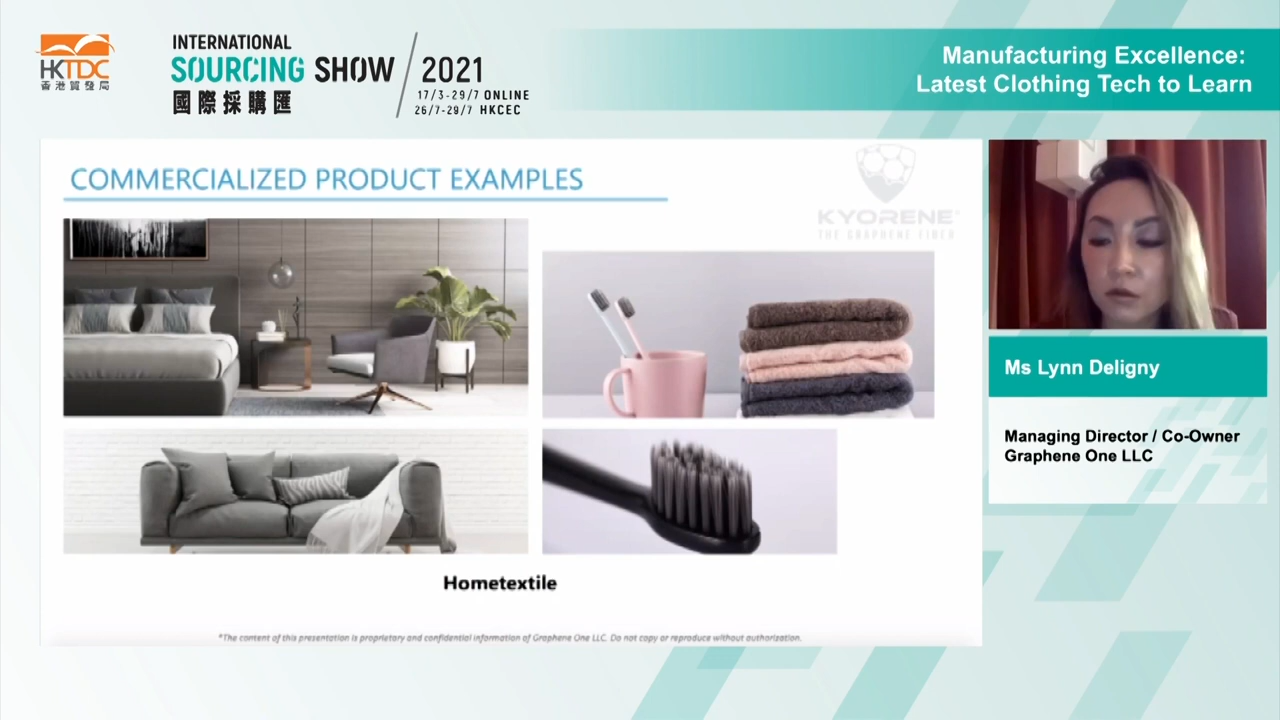 HKTDC
香港貿發局
INTERNATIONAL
SOURCING SHOW
國際採購匯
2021
17/3-29/7 ONLINE
26/7-29/7 HKCEC
Manufacturing Excellence:
Latest Clothing Tech to Learn
COMMERCIALIZED PRODUCT EXAMPLES
KYORENE
THE GRAPHENE FIBER
Hometextile
*The content of this presentation is proprietary and confidential information of Graphene One LLC. Do not copy or reproduce without authorization.
Ms Lynn Deligny
Managing Director / Co-Owner
Graphene One LLC